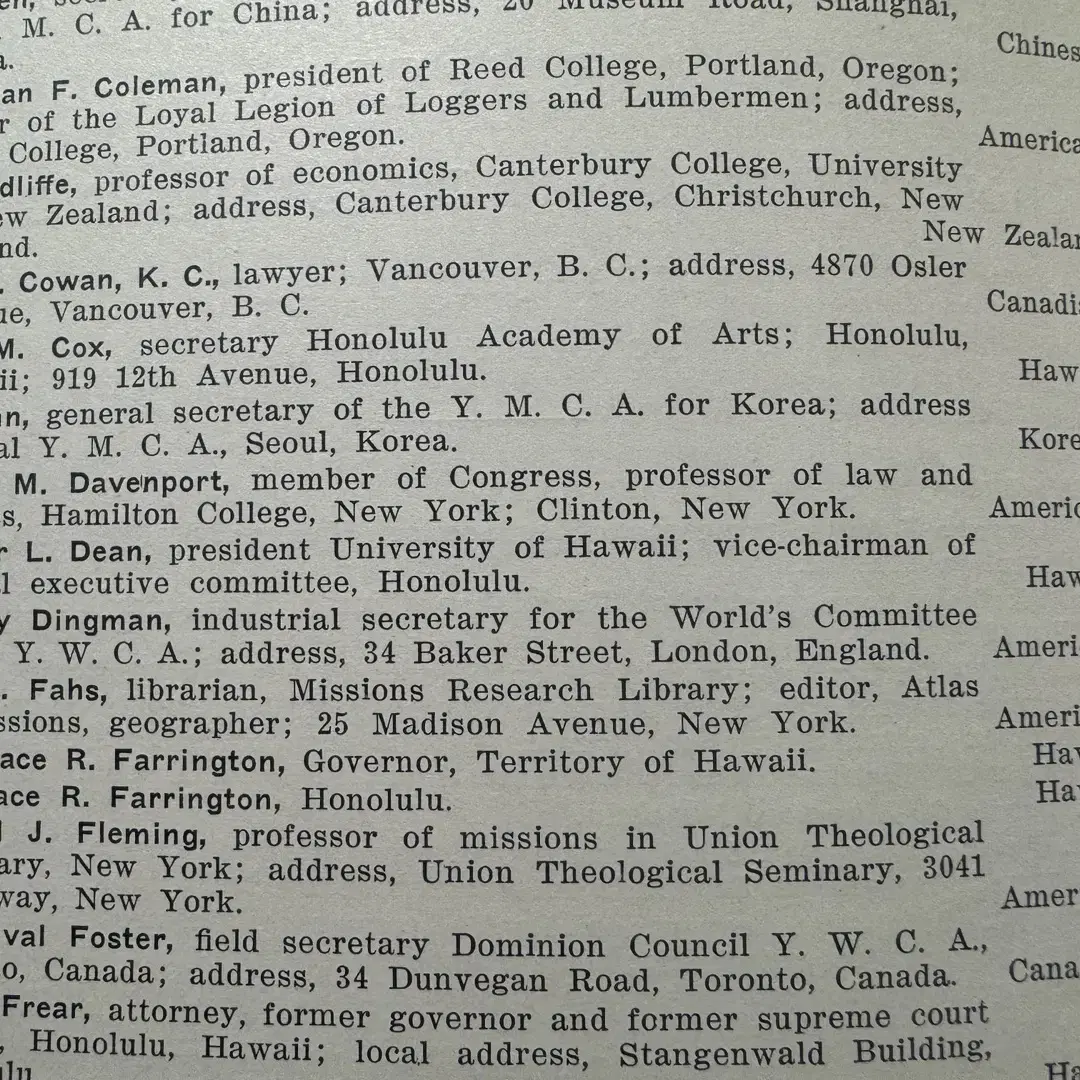 M. C. A. for China; address, 20 Museum Road, Shanghai,
a. Chines
an F. Coleman, president of Reed College, Portland, Oregon;
r of the Loyal Legion of Loggers and Lumbermen; address,
College, Portland, Oregon. America
dliffe, professor of economics, Canterbury College, University
ew Zealand; address, Canterbury College, Christchurch, New
nd. New Zealan
. Cowan, K. C., lawyer; Vancouver, B. C.; address, 4870 Osler
ue, Vancouver, B. C. Canadia
M. Cox, secretary Honolulu Academy of Arts; Honolulu,
ii; 919 12th Avenue, Honolulu. Haw
nn, general secretary of the Y. M. C. A. for Korea; address
al Y. M. C. A., Seoul, Korea. Kore
M. Davenport, member of Congress, professor of law and
s, Hamilton College, New York; Clinton, New York. Americ
r L. Dean, president University of Hawaii; vice-chairman of
l executive committee, Honolulu. Haw
y Dingman, industrial secretary for the World's Committee
Y. W. C. A.; address, 34 Baker Street, London, England. Ameri
. Fahs, librarian, Missions Research Library; editor, Atlas
ssions, geographer; 25 Madison Avenue, New York. Ameri
ace R. Farrington, Governor, Territory of Hawaii. Haw
ace R. Farrington, Honolulu. Haw
l J. Fleming, professor of missions in Union Theological
ary, New York; address, Union Theological Seminary, 3041
way, New York. Amer
val Foster, field secretary Dominion Council Y. W. C. A.,
o, Canada; address, 34 Dunvegan Road, Toronto, Canada. Cana
Frear, attorney, former governor and former supreme court
, Honolulu, Hawaii; local address, Stangenwald Building,
lu Ha